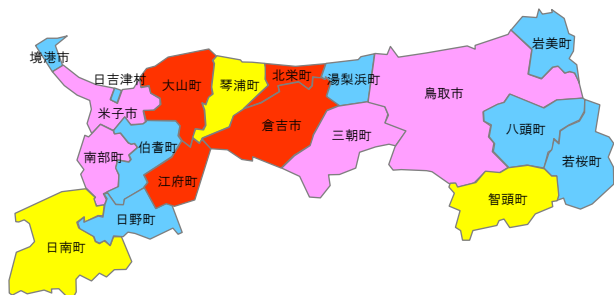 岩美町
境港市
日吉津村
大山町
琴浦町
北栄町
湯梨浜町
鳥取市
米子市
倉吉市
八頭町
三朝町
伯耆町
南部町
若桜町
江府町
智頭町
日野町
日南町